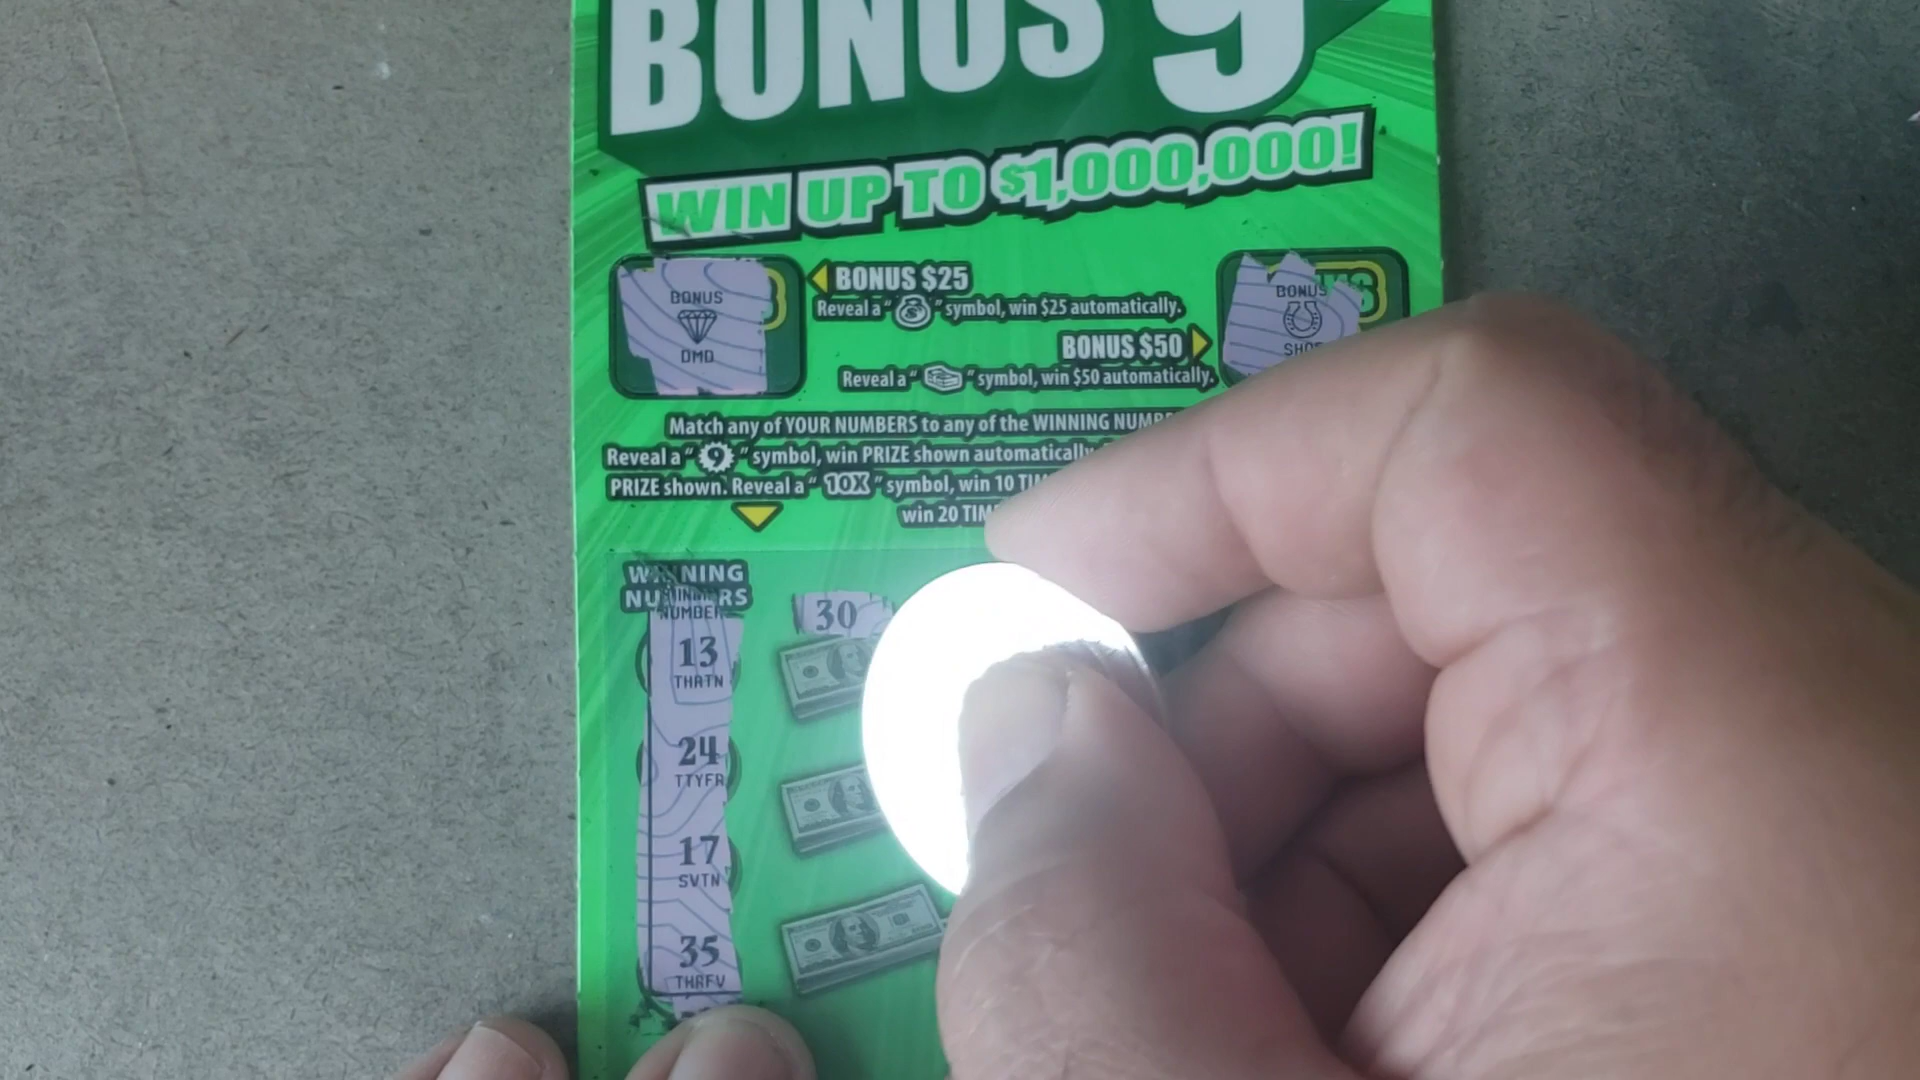 BONUS 9
WIN UP TO $1,000,000!
BONUS
DMD
BONUS $25
Reveal a " " symbol, win $25 automatically.
BONUS $50
Reveal a " " symbol, win $50 automatically.
BONUS
Match any of YOUR NUMBERS to any of the WINNING
Reveal a " 9 " symbol, win PRIZE shown automatically
PRIZE shown. Reveal a " 10X " symbol, win 10
win 20
WINNING
NUMBERS
13
THRTN
24
TTYFR
17
SVTN
35
THRFV
30